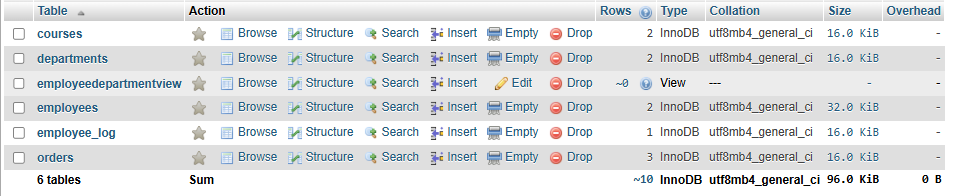 Table Action Rows Type Collation Size Overhead
courses Browse Structure Search Insert Empty Drop 2 InnoDB utf8mb4_general_ci 16.0 KiB -
departments Browse Structure Search Insert Empty Drop 2 InnoDB utf8mb4_general_ci 16.0 KiB -
employeedepartmentview Browse Structure Search Insert Edit Drop ~0 View --- - -
employees Browse Structure Search Insert Empty Drop 2 InnoDB utf8mb4_general_ci 32.0 KiB -
employee_log Browse Structure Search Insert Empty Drop 1 InnoDB utf8mb4_general_ci 16.0 KiB -
orders Browse Structure Search Insert Empty Drop 3 InnoDB utf8mb4_general_ci 16.0 KiB -
6 tables Sum ~10 InnoDB utf8mb4_general_ci 96.0 KiB 0 B